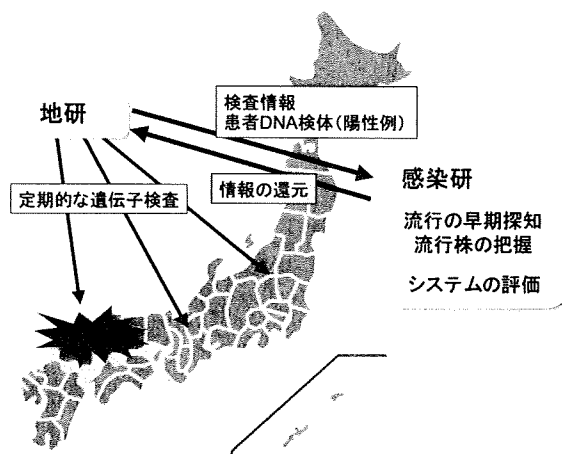 地研
検査情報
患者DNA検体(陽性例)
情報の還元
定期的な遺伝子検査
感染研
流行の早期探知
流行株の把握
システムの評価